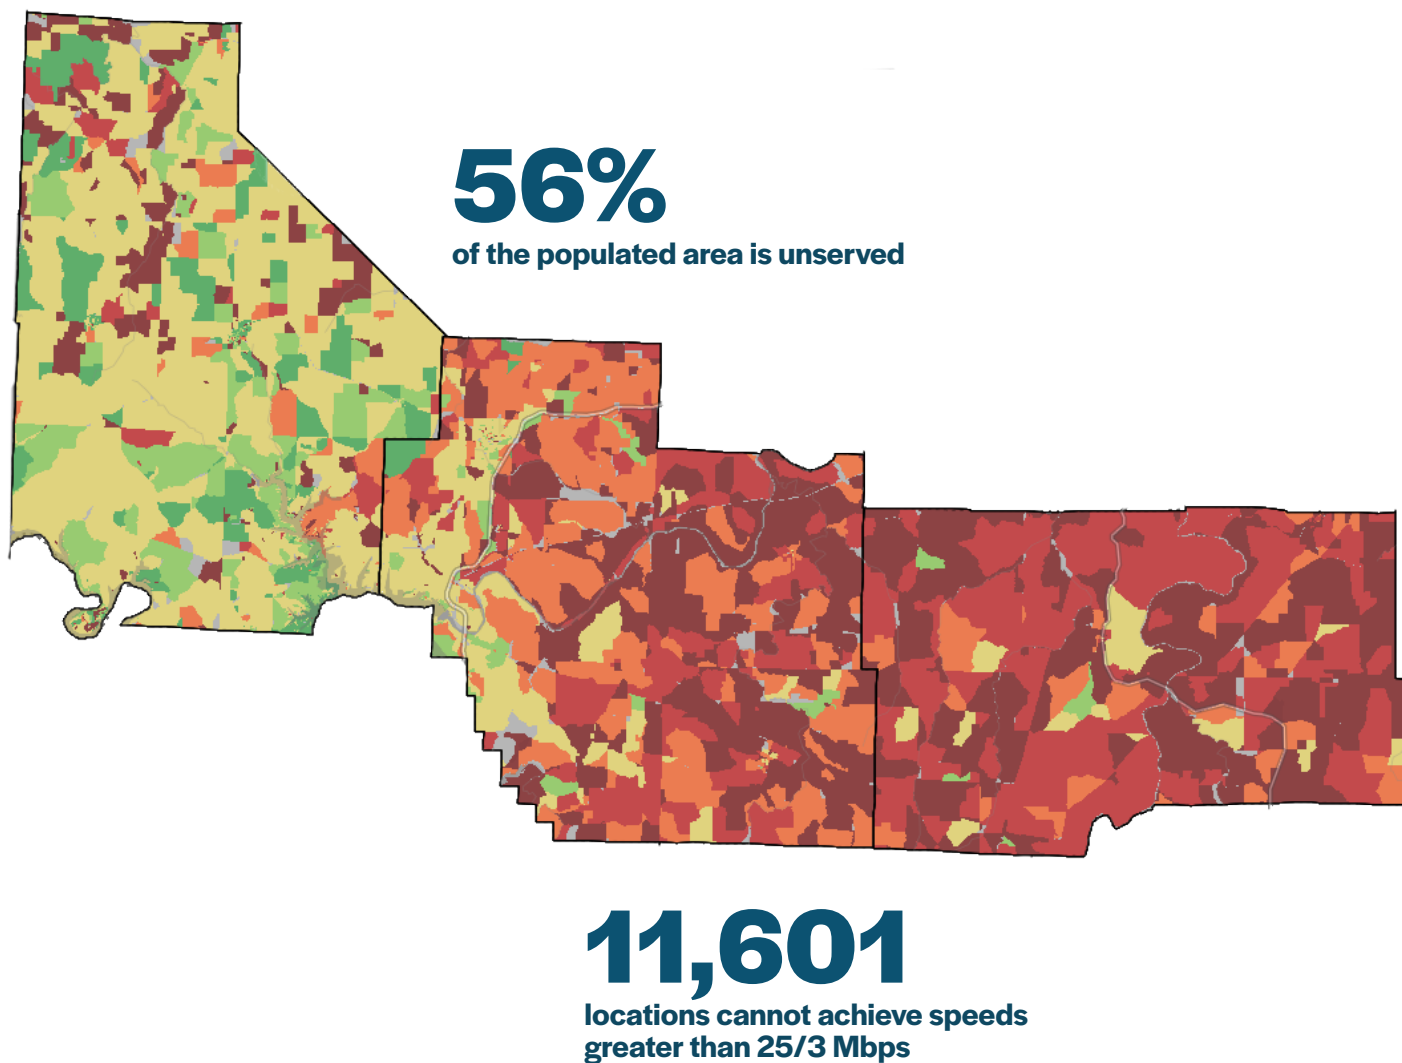 56%
of the populated area is unserved
11,601
locations cannot achieve speeds
greater than 25/3 Mbps